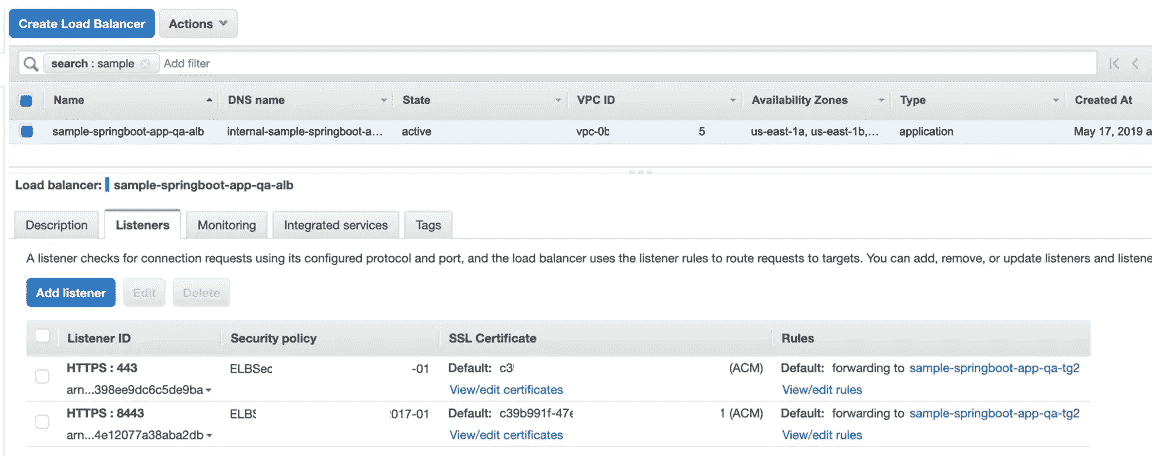 Create Load Balancer Actions
search : sample Add filter
Name DNS name State VPC ID Availability Zones Type Created At
sample-springboot-app-qa-alb internal-sample-springboot-a... active vpc-0b 5 us-east-1a, us-east-1b,... application May 17, 2019 a
Load balancer: sample-springboot-app-qa-alb
Description Listeners Monitoring Integrated services Tags
A listener checks for connection requests using its configured protocol and port, and the load balancer uses the listener rules to route requests to targets. You can add, remove, or update listeners and listene
Add listener Edit Delete
Listener ID Security policy SSL Certificate Rules
HTTPS : 443 ELBSec -01 Default: c39 (ACM) Default: forwarding to sample-springboot-app-qa-tg2
arn...398ee9dc6c5de9ba View/edit certificates View/edit rules
HTTPS : 8443 ELBS 2017-01 Default: c39b991f-47e 1 (ACM) Default: forwarding to sample-springboot-app-qa-tg2
arn...4e12077a38aba2db View/edit certificates View/edit rules